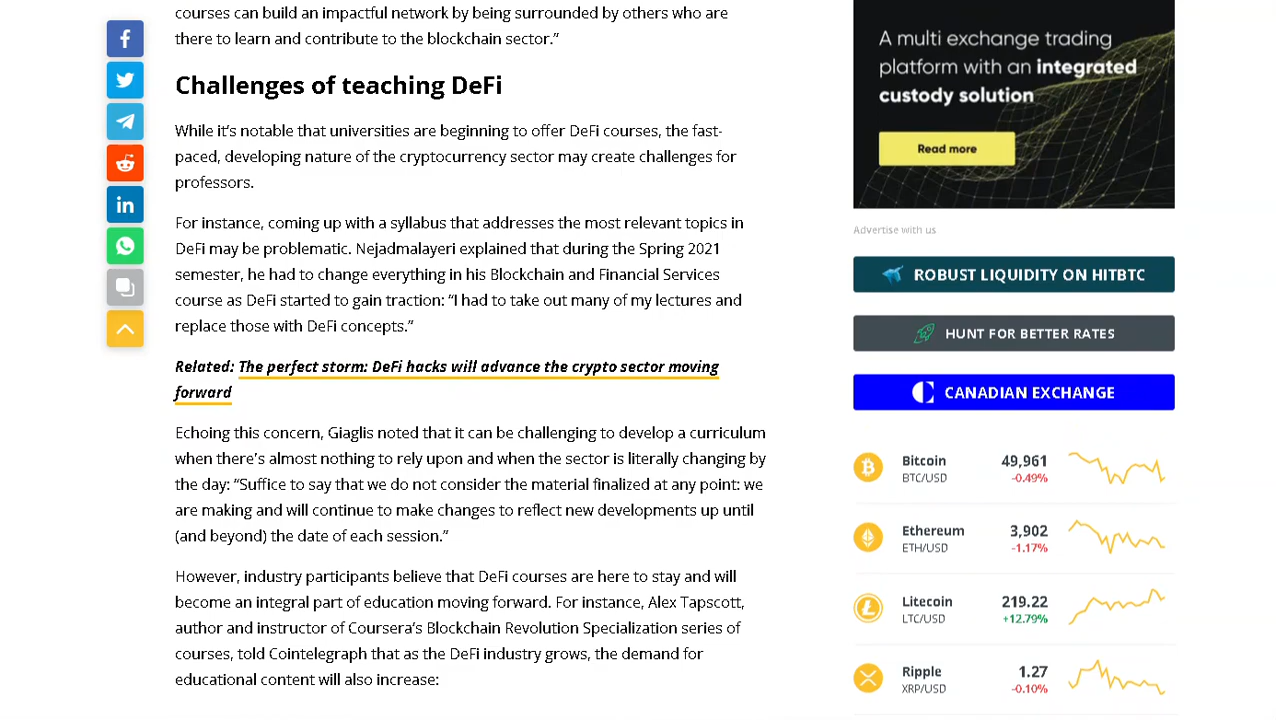 courses can build an impactful network by being surrounded by others who are
there to learn and contribute to the blockchain sector.”
Challenges of teaching DeFi
While it’s notable that universities are beginning to offer DeFi courses, the fast-
paced, developing nature of the cryptocurrency sector may create challenges for
professors.
For instance, coming up with a syllabus that addresses the most relevant topics in
DeFi may be problematic. Nejadmalayeri explained that during the Spring 2021
semester, he had to change everything in his Blockchain and Financial Services
course as DeFi started to gain traction: “I had to take out many of my lectures and
replace those with DeFi concepts.”
Related: The perfect storm: DeFi hacks will advance the crypto sector moving
forward
Echoing this concern, Giaglis noted that it can be challenging to develop a curriculum
when there’s almost nothing to rely upon and when the sector is literally changing by
the day: “Suffice to say that we do not consider the material finalized at any point: we
are making and will continue to make changes to reflect new developments up until
(and beyond) the date of each session.”
However, industry participants believe that DeFi courses are here to stay and will
become an integral part of education moving forward. For instance, Alex Tapscott,
author and instructor of Coursera’s Blockchain Revolution Specialization series of
courses, told Cointelegraph that as the DeFi industry grows, the demand for
educational content will also increase:
A multi exchange trading
platform with an integrated
custody solution
Read more
Advertise with us
ROBUST LIQUIDITY ON HITBTC
HUNT FOR BETTER RATES
CANADIAN EXCHANGE
Bitcoin 49,961
BTC/USD -0.49%
Ethereum 3,902
ETH/USD -1.17%
Litecoin 219.22
LTC/USD +12.79%
Ripple 1.27
XRP/USD -0.10%